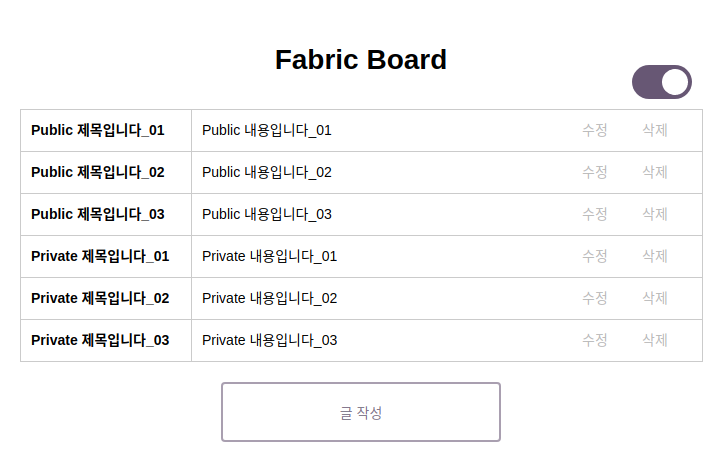 Fabric Board
Public 제목입니다_01 Public 내용입니다_01 수정 삭제
Public 제목입니다_02 Public 내용입니다_02 수정 삭제
Public 제목입니다_03 Public 내용입니다_03 수정 삭제
Private 제목입니다_01 Private 내용입니다_01 수정 삭제
Private 제목입니다_02 Private 내용입니다_02 수정 삭제
Private 제목입니다_03 Private 내용입니다_03 수정 삭제
글 작성